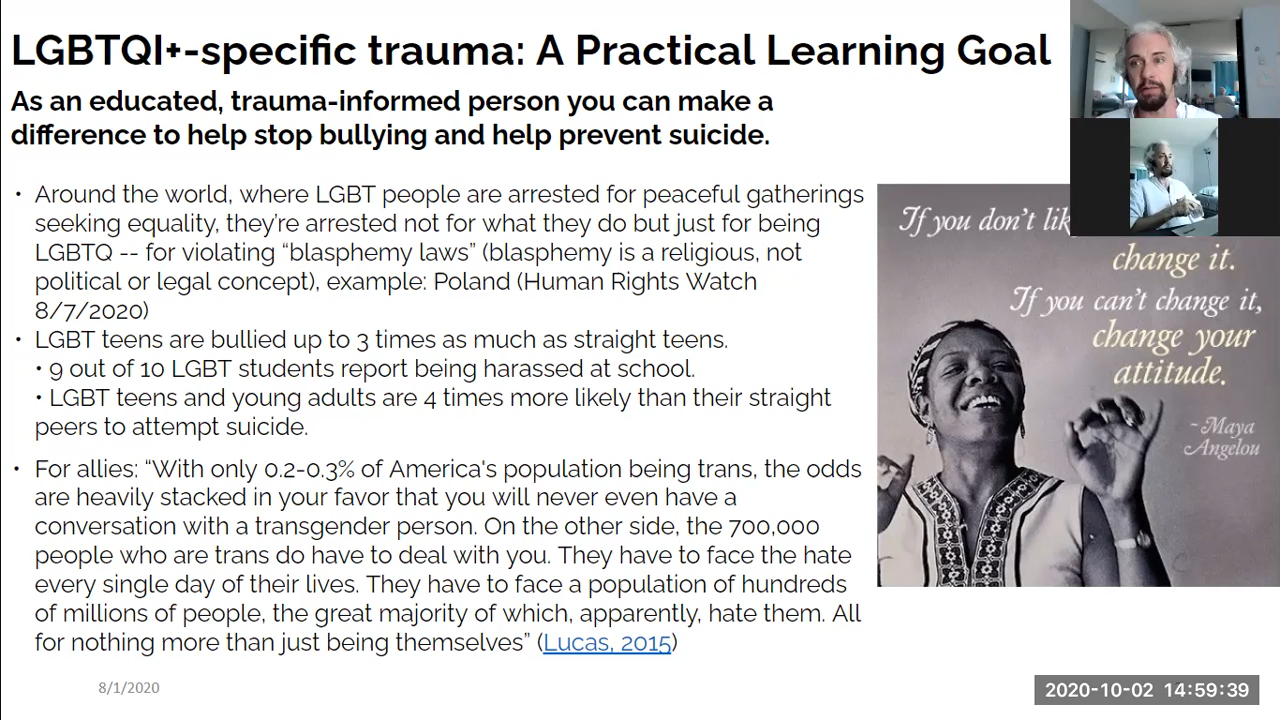 LGBTQI+-specific trauma: A Practical Learning Goal
As an educated, trauma-informed person you can make a
difference to help stop bullying and help prevent suicide.
• Around the world, where LGBT people are arrested for peaceful gatherings
seeking equality, they’re arrested not for what they do but just for being
LGBTQ -- for violating “blasphemy laws” (blasphemy is a religious, not
political or legal concept), example: Poland (Human Rights Watch
8/7/2020)
• LGBT teens are bullied up to 3 times as much as straight teens.
• 9 out of 10 LGBT students report being harassed at school.
• LGBT teens and young adults are 4 times more likely than their straight
peers to attempt suicide.
• For allies: “With only 0.2-0.3% of America's population being trans, the odds
are heavily stacked in your favor that you will never even have a
conversation with a transgender person. On the other side, the 700,000
people who are trans do have to deal with you. They have to face the hate
every single day of their lives. They have to face a population of hundreds
of millions of people, the great majority of which, apparently, hate them. All
for nothing more than just being themselves” (Lucas, 2015)
If you don't
change it.
If you can't change it,
change your
attitude.
~Maya
Angelou
8/1/2020
2020-10-02 14:59:39